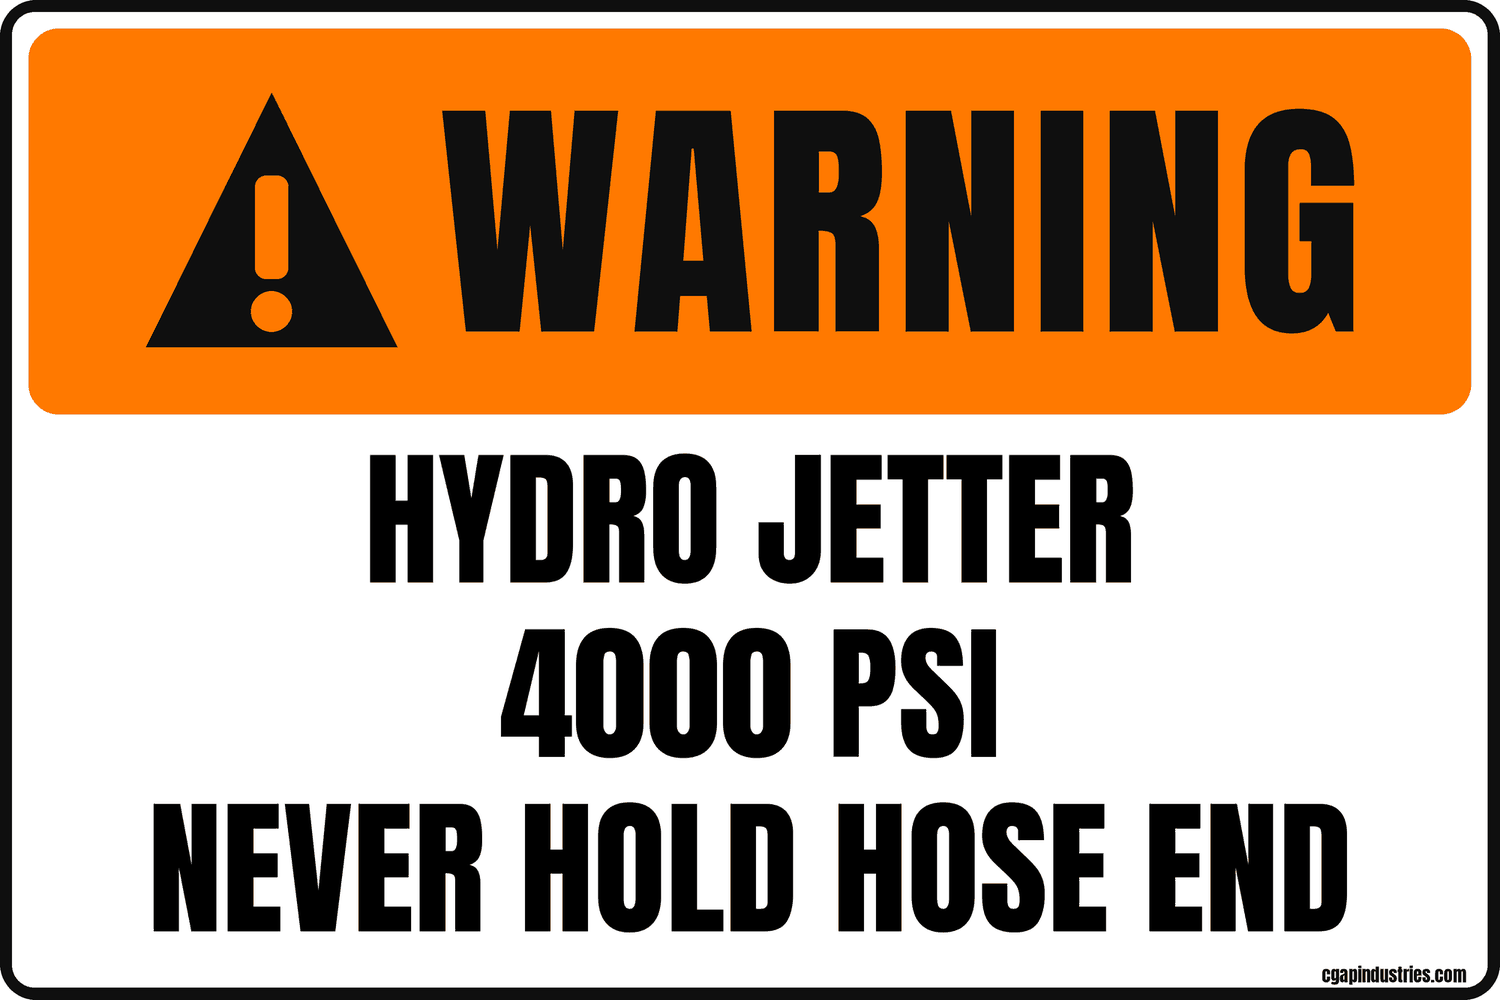 WARNING
HYDRO JETTER
4000 PSI
NEVER HOLD HOSE END
cgapindustries.com